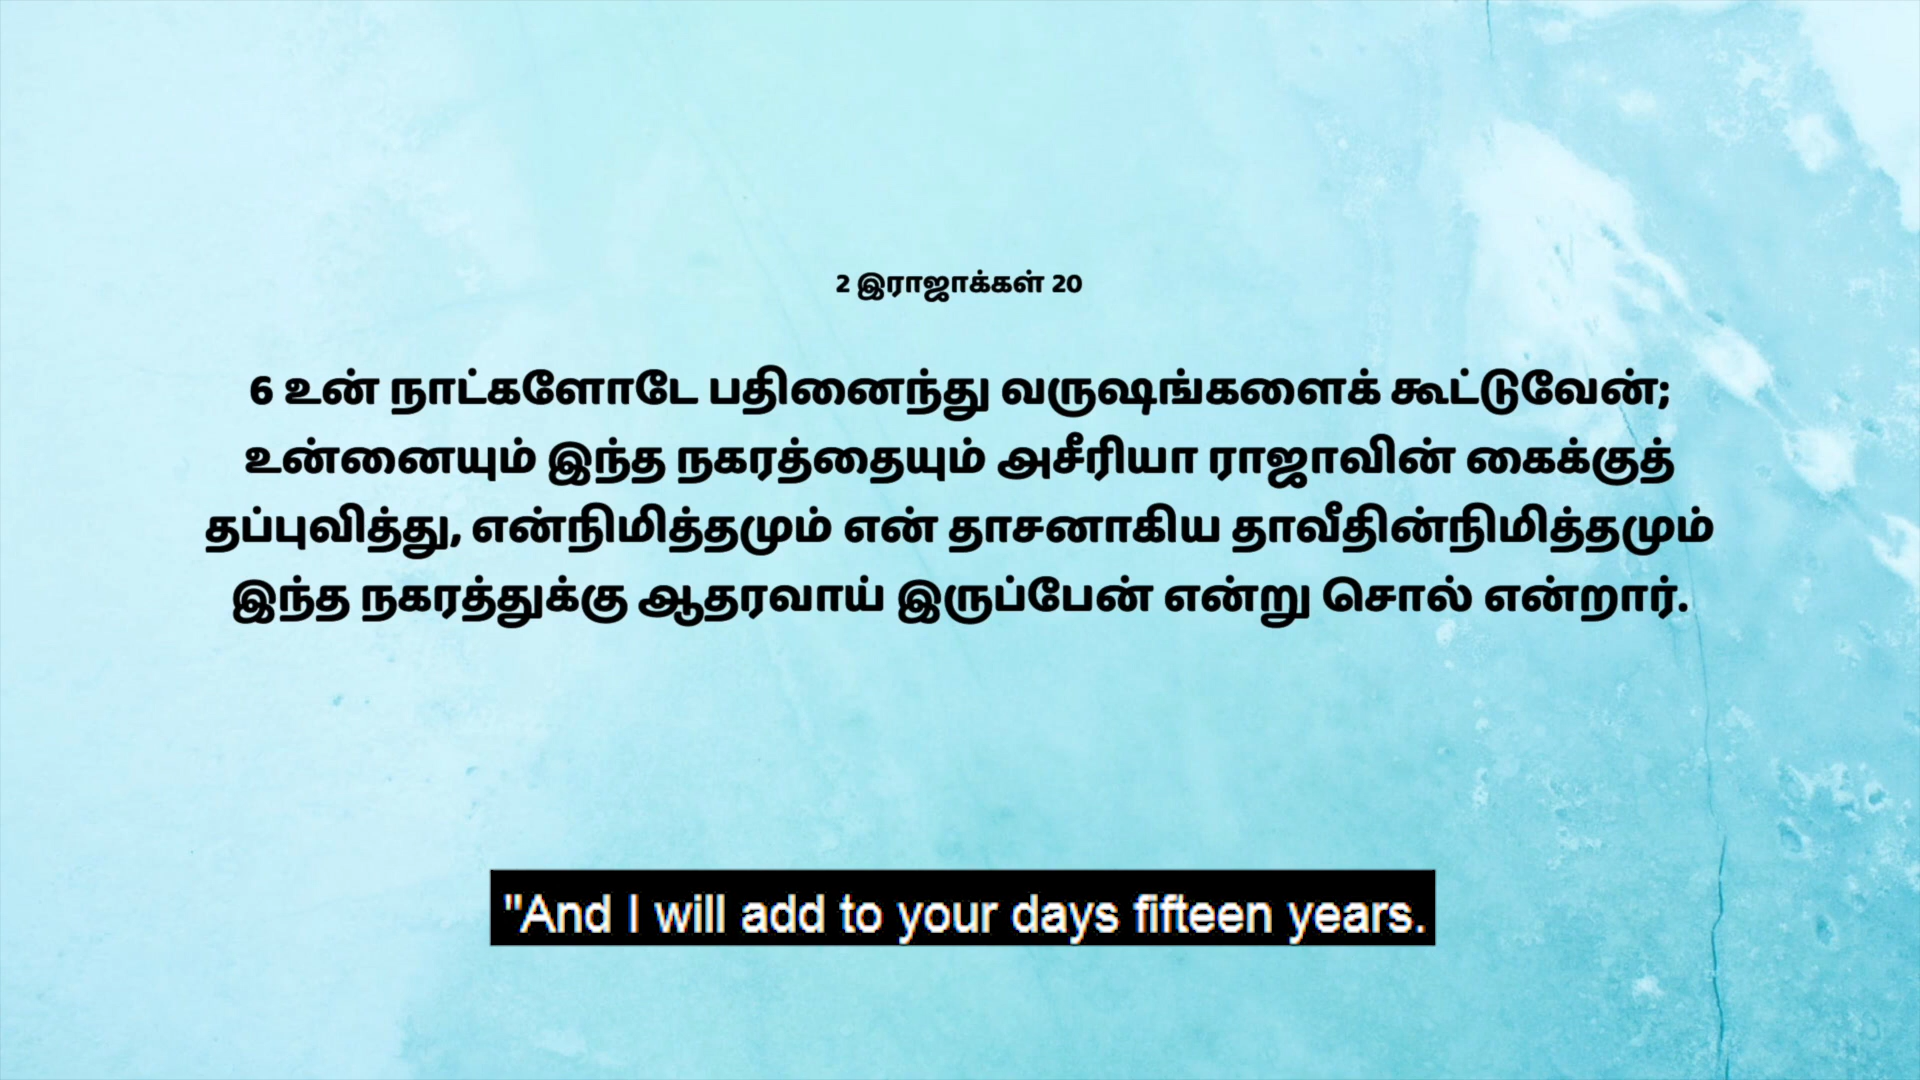 2 இராஜாக்கள் 20
6 உன் நாட்களோடே பதினைந்து வருஷங்களைக் கூட்டுவேன்;
உன்னையும் இந்த நகரத்தையும் அசீரியா ராஜாவின் கைக்குத்
தப்புவித்து, என்நிமித்தமும் என் தாசனாகிய தாவீதின்நிமித்தமும்
இந்த நகரத்துக்கு ஆதரவாய் இருப்பேன் என்று சொல் என்றார்.
"And I will add to your days fifteen years.